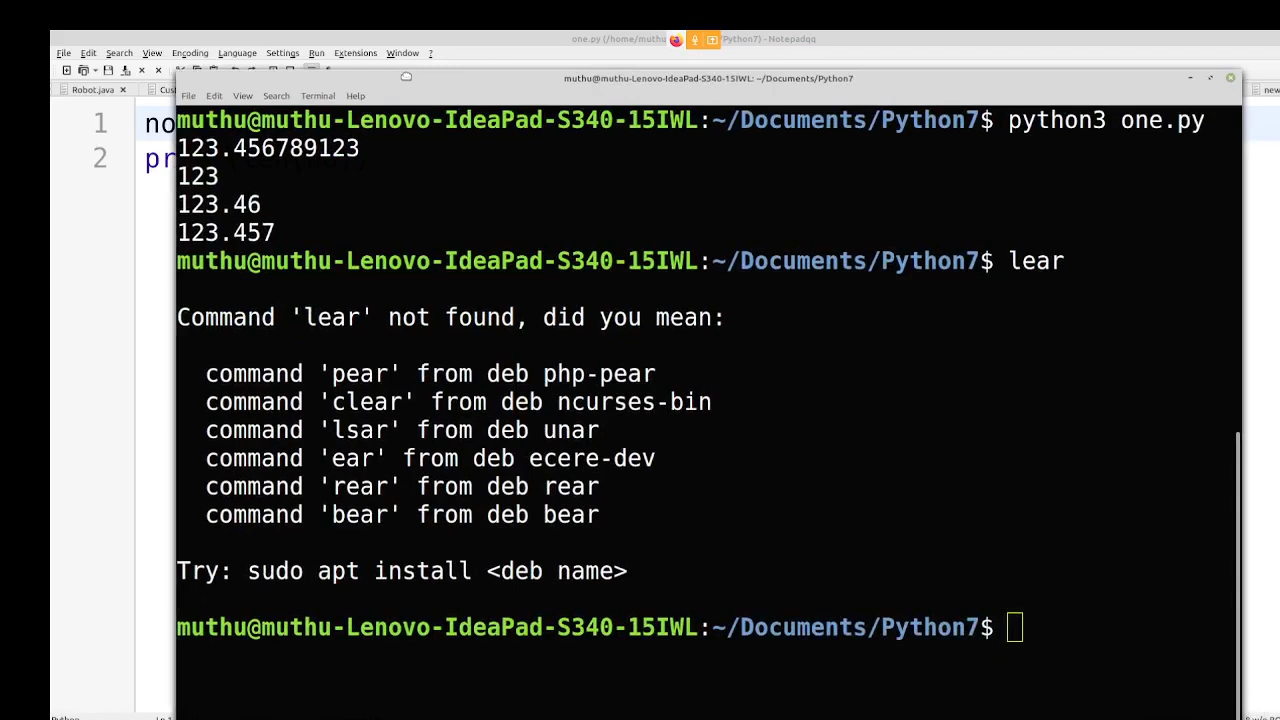 one.py (/home/muthu /Python7) - Notepadqq
File Edit Search View Encoding Language Settings Run Extensions Window ?
muthu@muthu-Lenovo-IdeaPad-S340-15IWL: ~/Documents/Python7
Robot.java Cus new
File Edit View Search Terminal Help
1 no
2 pr
muthu@muthu-Lenovo-IdeaPad-S340-15IWL:~/Documents/Python7$ python3 one.py
123.456789123
123
123.46
123.457
muthu@muthu-Lenovo-IdeaPad-S340-15IWL:~/Documents/Python7$ lear
Command 'lear' not found, did you mean:
command 'pear' from deb php-pear
command 'clear' from deb ncurses-bin
command 'lsar' from deb unar
command 'ear' from deb ecere-dev
command 'rear' from deb rear
command 'bear' from deb bear
Try: sudo apt install <deb name>
muthu@muthu-Lenovo-IdeaPad-S340-15IWL:~/Documents/Python7$